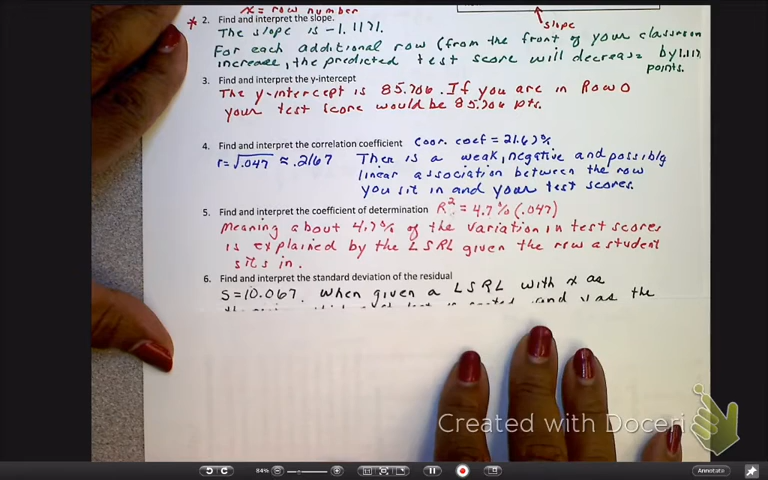 x = row number
* 2. Find and interpret the slope.
slope
The slope is -1.1171.
For each additional row (from the front of your classroom
increase, the predicted test score will decrease by 1.117
points.
3. Find and interpret the y-intercept
The y-intercept is 85.706. If you are in Row 0
your test score would be 85.706 pts.
4. Find and interpret the correlation coefficient Coor. coef = 21.67%
r = √.047 ≈ .2167 Then is a weak, negative and possibly
linear association between the row
you sit in and your test scores.
5. Find and interpret the coefficient of determination R² = 4.7% (.047)
Meaning about 4.7% of the variation in test scores
is explained by the LSRL given the row a student
sits in.
6. Find and interpret the standard deviation of the residual
S=10.067. When given a LSRL with x as
and y as the
Created with Doceri
84%
Annotate